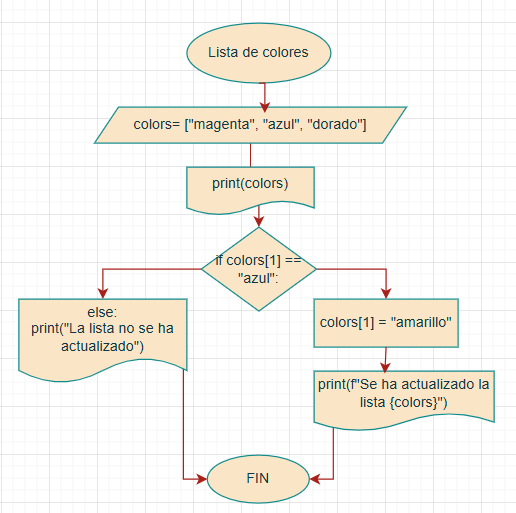 Lista de colores
colors= ["magenta", "azul", "dorado"]
print(colors)
if colors[1] ==
"azul":
else:
print("La lista no se ha
actualizado")
colors[1] = "amarillo"
print(f"Se ha actualizado la
lista {colors}")
FIN